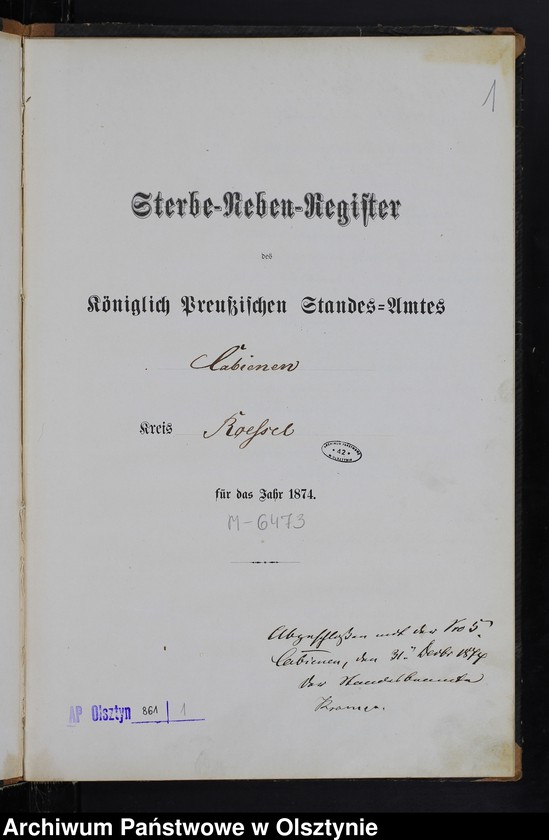 1
Sterbe-Neben-Register
des
Königlich Preußischen Standes-Amtes
Cabienen
Kreis Roessel
42
für das Jahr 1874.
M-6473
Abgeschloßen mit der No 5.
Cabienen, den 31. Decbr 1874
Der Standesbeamte
AP Olsztyn 861 | 1
Archiwum Państwowe w Olsztynie